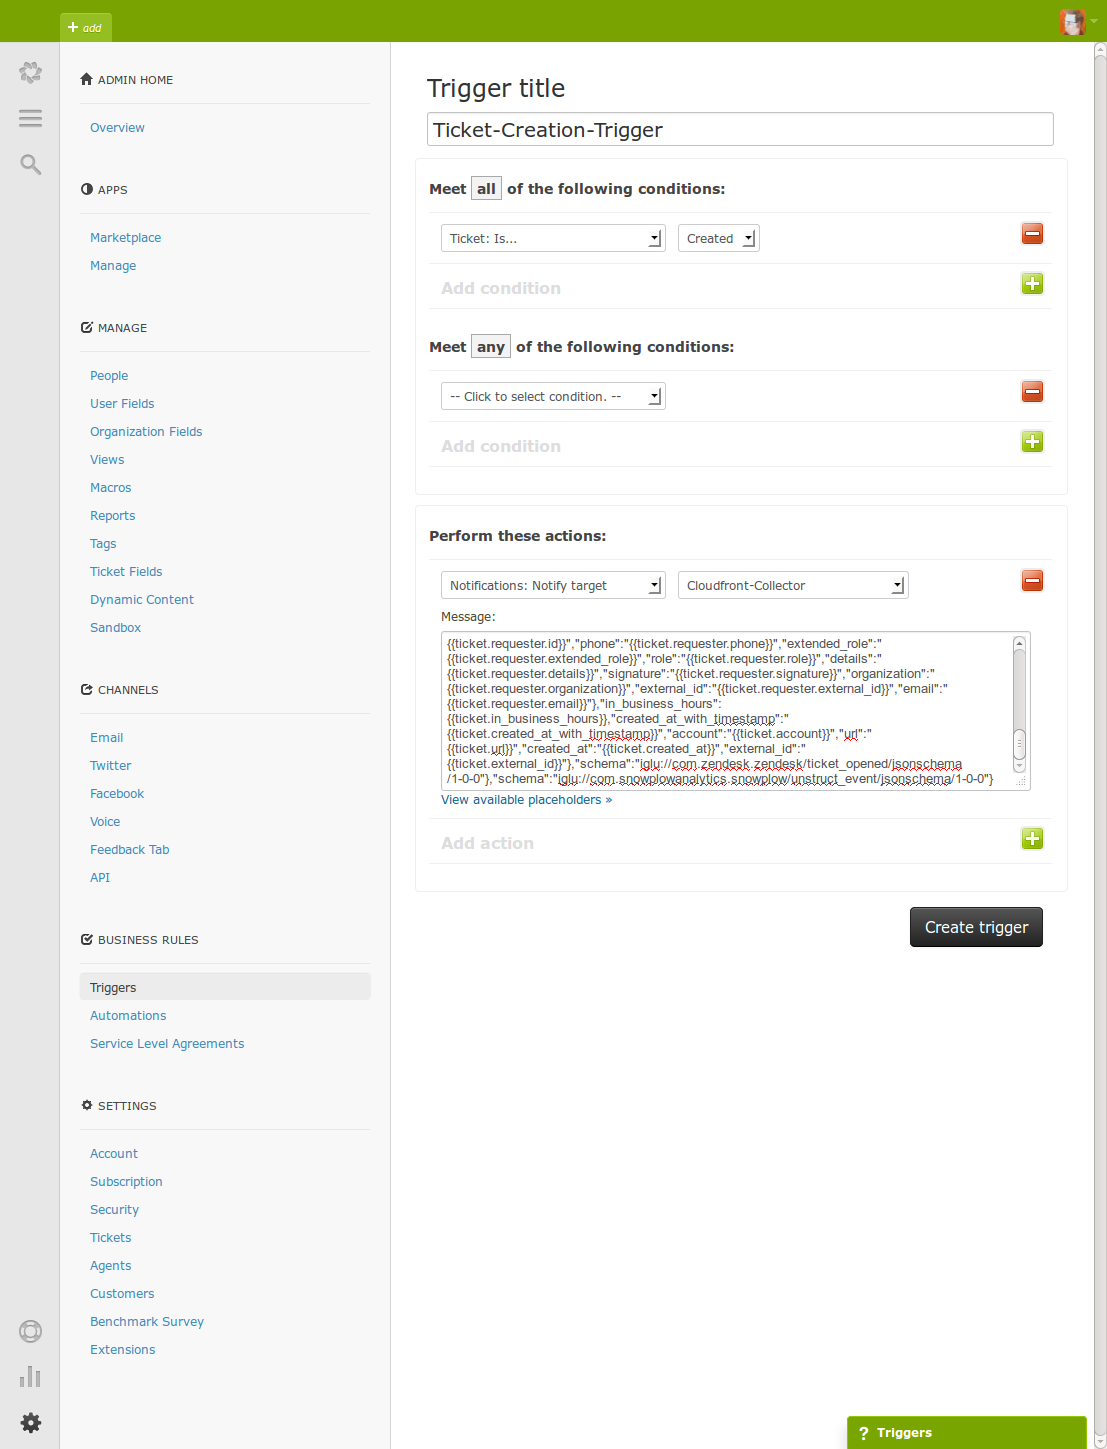 add
ADMIN HOME
Overview
APPS
Marketplace
Manage
MANAGE
People
User Fields
Organization Fields
Views
Macros
Reports
Tags
Ticket Fields
Dynamic Content
Sandbox
CHANNELS
Email
Twitter
Facebook
Voice
Feedback Tab
API
BUSINESS RULES
Triggers
Automations
Service Level Agreements
SETTINGS
Account
Subscription
Security
Tickets
Agents
Customers
Benchmark Survey
Extensions
Trigger title
Ticket-Creation-Trigger
Meet all of the following conditions:
Ticket: Is... Created
Add condition
Meet any of the following conditions:
-- Click to select condition. --
Add condition
Perform these actions:
Notifications: Notify target Cloudfront-Collector
Message:
{{ticket.requester.id}}","phone":"{{ticket.requester.phone}}","extended_role":"
{{ticket.requester.extended_role}}","role":"{{ticket.requester.role}}","details":"
{{ticket.requester.details}}","signature":"{{ticket.requester.signature}}","organization":"
{{ticket.requester.organization}}","external_id":"{{ticket.requester.external_id}}","email":"
{{ticket.requester.email}}"},"in_business_hours":
{{ticket.in_business_hours}},"created_at_with_timestamp":"
{{ticket.created_at_with_timestamp}}","account":"{{ticket.account}}","url":"
{{ticket.url}}","created_at":"{{ticket.created_at}}","external_id":"
{{ticket.external_id}}"},"schema":"iglu://com.zendesk.zendesk/ticket_opened/jsonschema
/1-0-0"},"schema":"iglu://com.snowplowanalytics.snowplow/unstruct_event/jsonschema/1-0-0"}
View available placeholders »
Add action
Create trigger
? Triggers